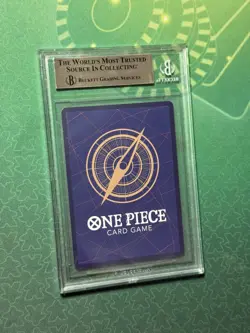 THE WORLD'S MOST TRUSTED
SOURCE IN COLLECTING
BECKETT GRADING SERVICES
ONE PIECE
CARD GAME